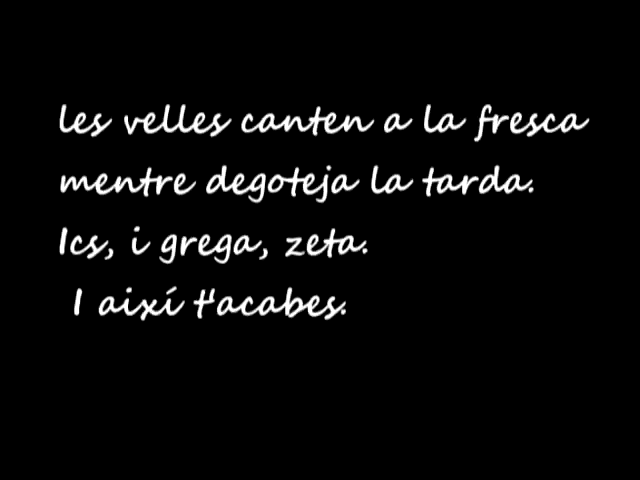 les velles canten a la fresca
mentre degoteja la tarda.
Ics, i grega, zeta.
I així t'acabes.